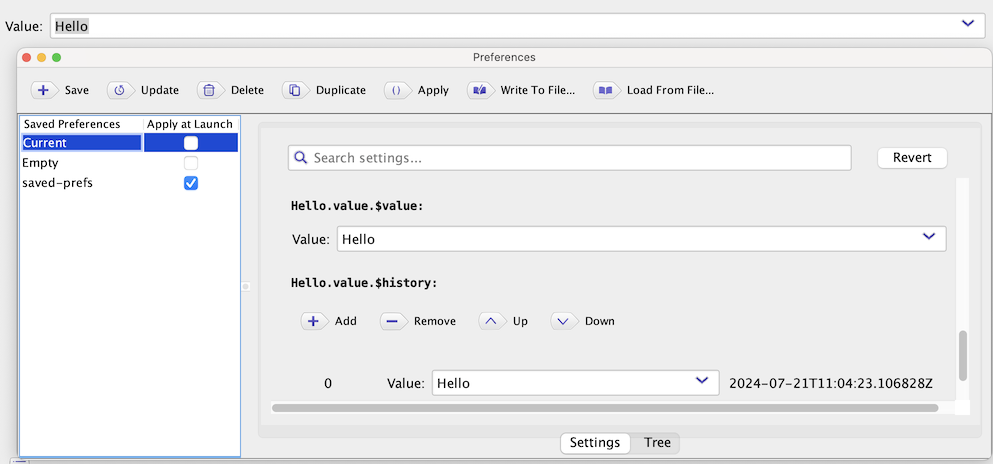 Value: Hello
Preferences
Save Update Delete Duplicate Apply Write To File... Load From File...
Saved Preferences Apply at Launch
Current
Empty
saved-prefs
Search settings... Revert
Hello.value.$value:
Value: Hello
Hello.value.$history:
Add Remove Up Down
0 Value: Hello 2024-07-21T11:04:23.106828Z
Settings Tree